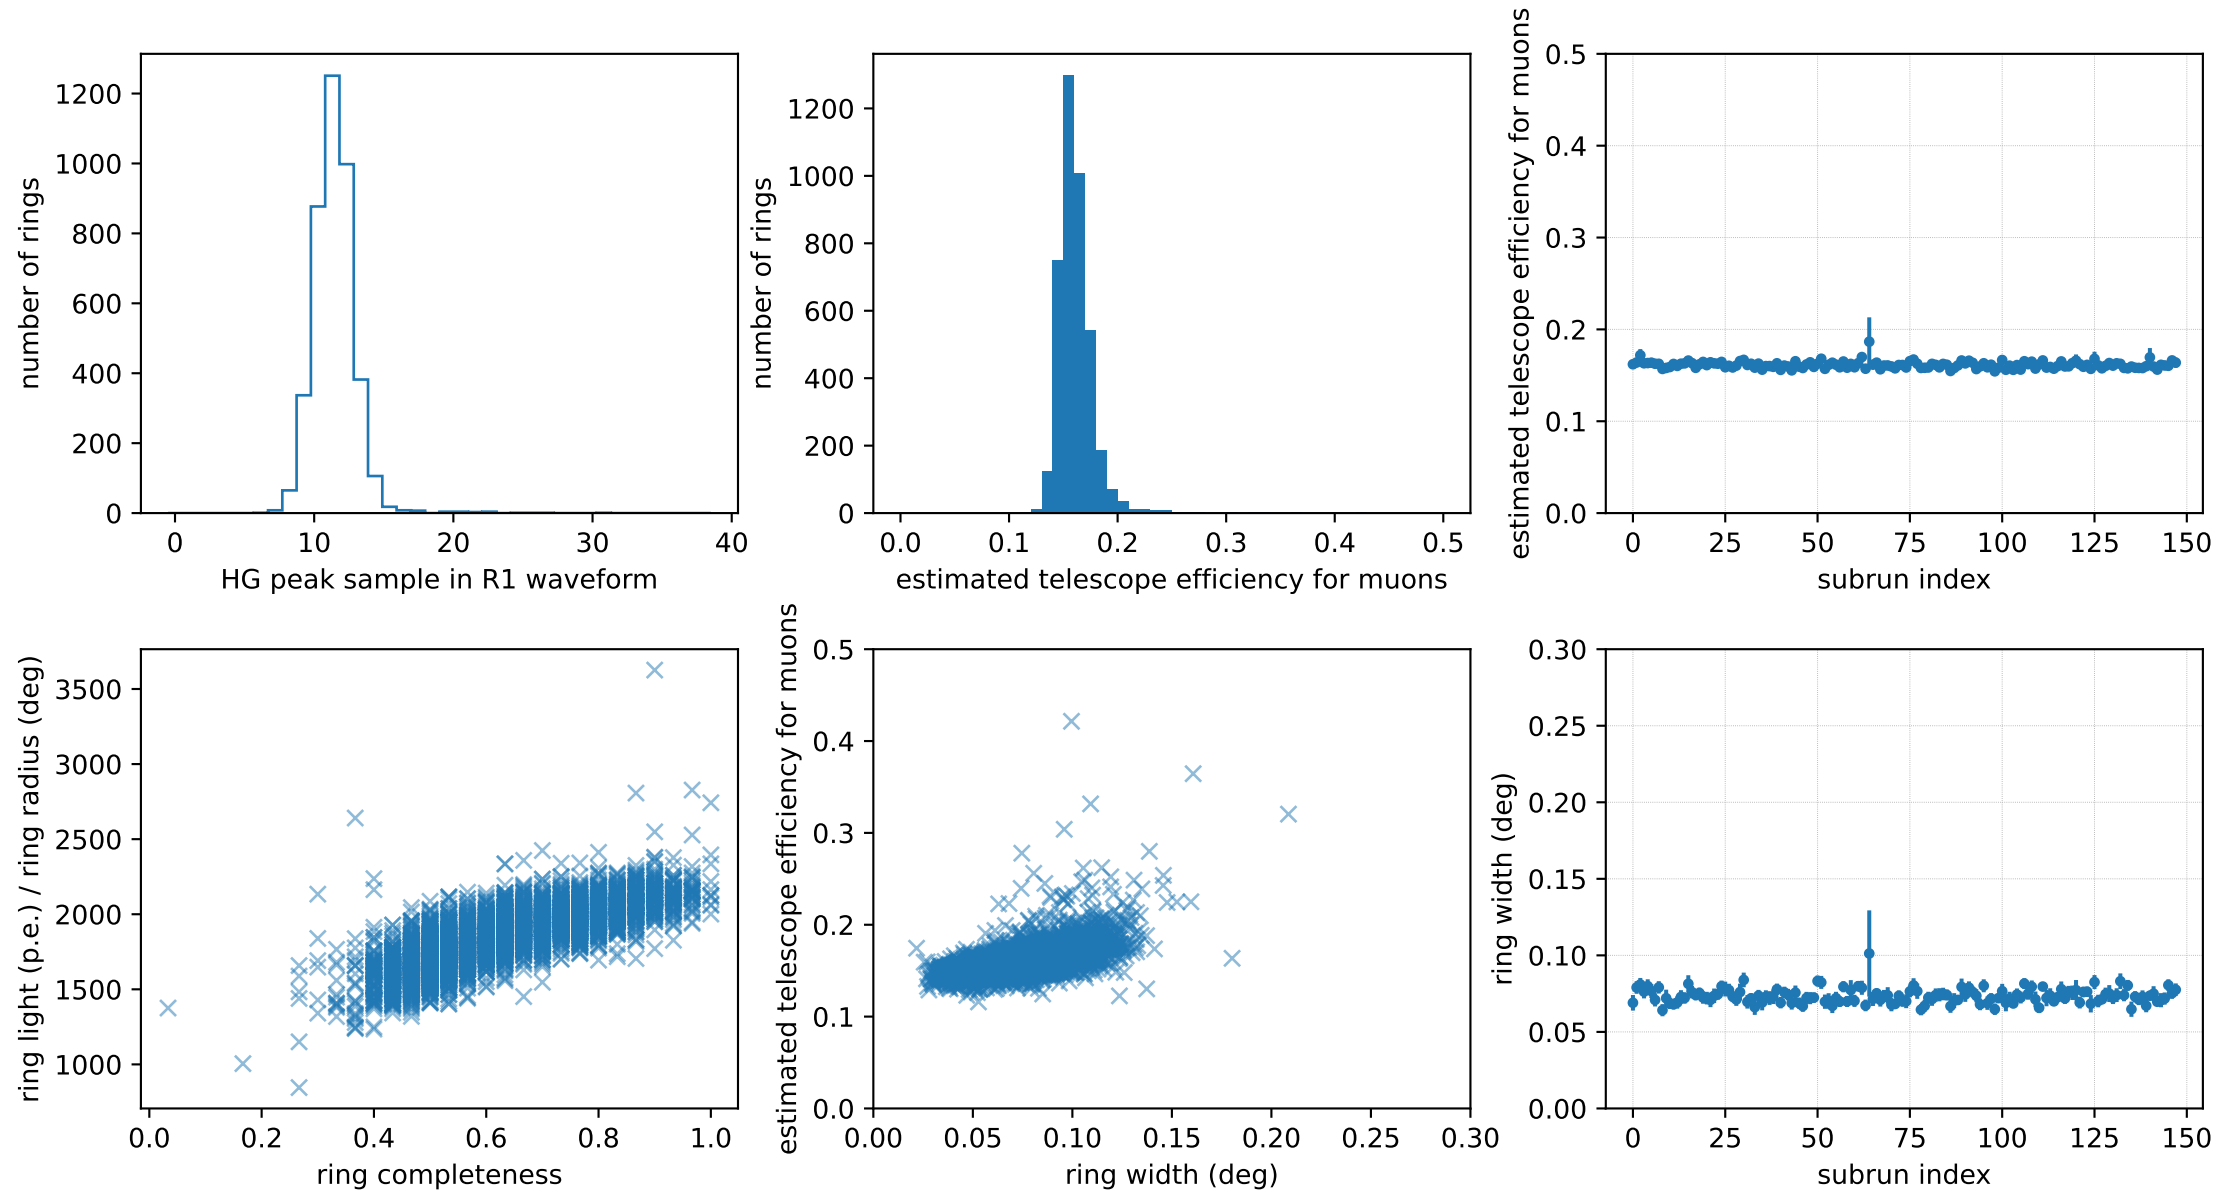 1200
1000
800
600
400
200
0
number of rings
0 10 20 30 40
HG peak sample in R1 waveform
1200
1000
800
600
400
200
0
number of rings
0.0 0.1 0.2 0.3 0.4 0.5
estimated telescope efficiency for muons
0.5
0.4
0.3
0.2
0.1
0.0
estimated telescope efficiency for muons
0 25 50 75 100 125 150
subrun index
3500
3000
2500
2000
1500
1000
ring light (p.e.) / ring radius (deg)
0.0 0.2 0.4 0.6 0.8 1.0
ring completeness
0.5
0.4
0.3
0.2
0.1
0.0
estimated telescope efficiency for muons
0.00 0.05 0.10 0.15 0.20 0.25 0.30
ring width (deg)
0.30
0.25
0.20
0.15
0.10
0.05
0.00
ring width (deg)
0 25 50 75 100 125 150
subrun index